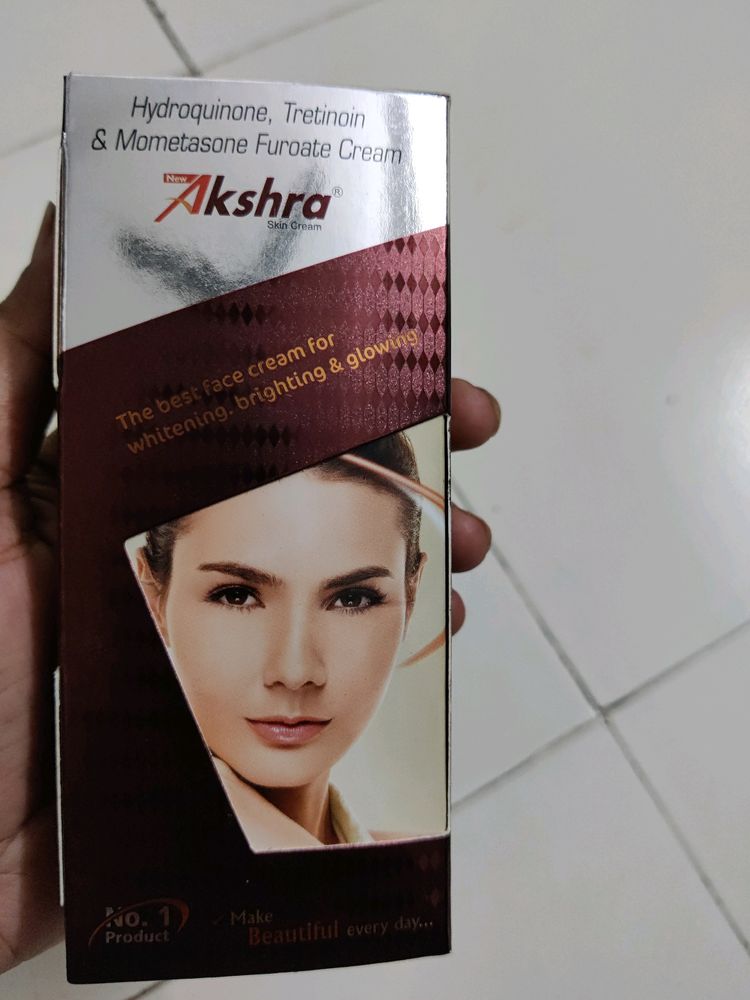 Hydroquinone, Tretinoin
& Mometasone Furoate Cream
New
Akshra®
Skin Cream
The best face cream for
whitening, brighting & glowing
No. 1
Product
Make
Beautiful every day...